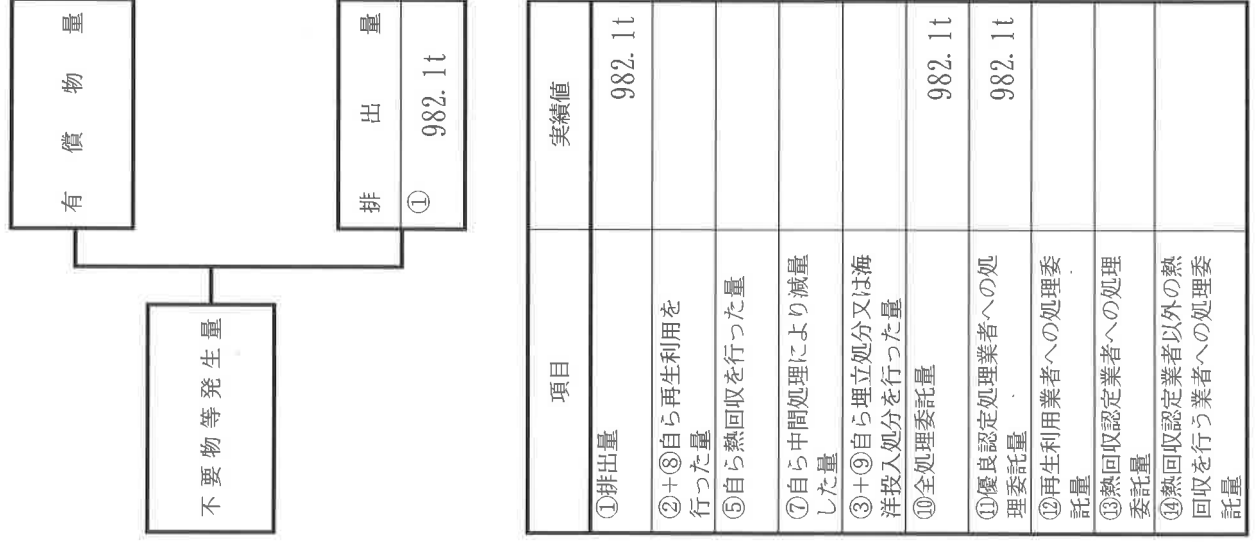 不要物等発生量
有償物量
排出量
① 982.1t
項目 実績値
①排出量 982.1t
②+⑧自ら再生利用を
行った量
⑤自ら熱回収を行った量
⑦自ら中間処理により減量
した量
③+⑨自ら埋立処分又は海
洋投入処分を行った量
⑩全処理委託量 982.1t
⑪優良認定処理業者への処
理委託量 982.1t
⑫再生利用業者への処理委
託量
⑬熱回収認定業者への処理
委託量
⑭熱回収認定業者以外の熱
回収を行う業者への処理委
託量